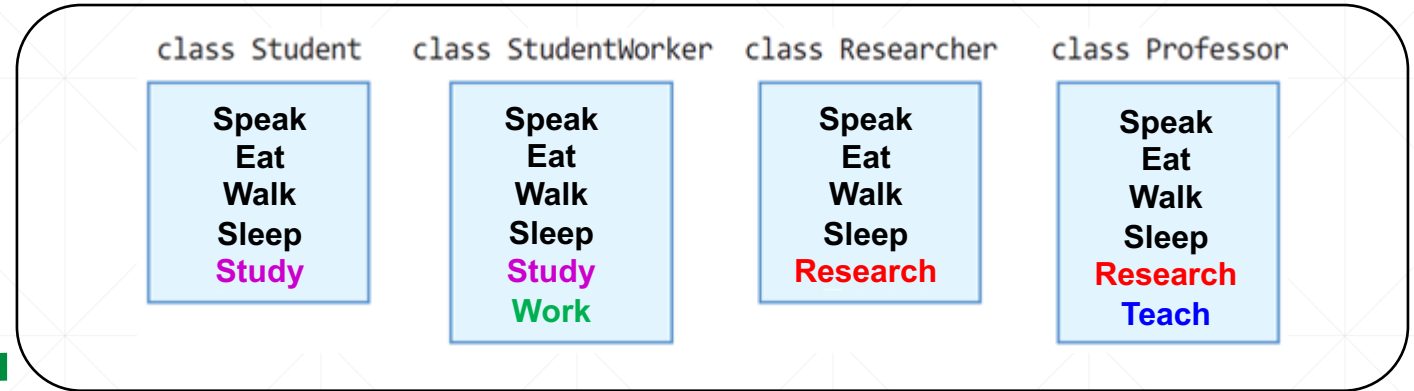 class Student
class StudentWorker
class Researcher
class Professor
Speak
Eat
Walk
Sleep
Study
Speak
Eat
Walk
Sleep
Study
Work
Speak
Eat
Walk
Sleep
Research
Speak
Eat
Walk
Sleep
Research
Teach